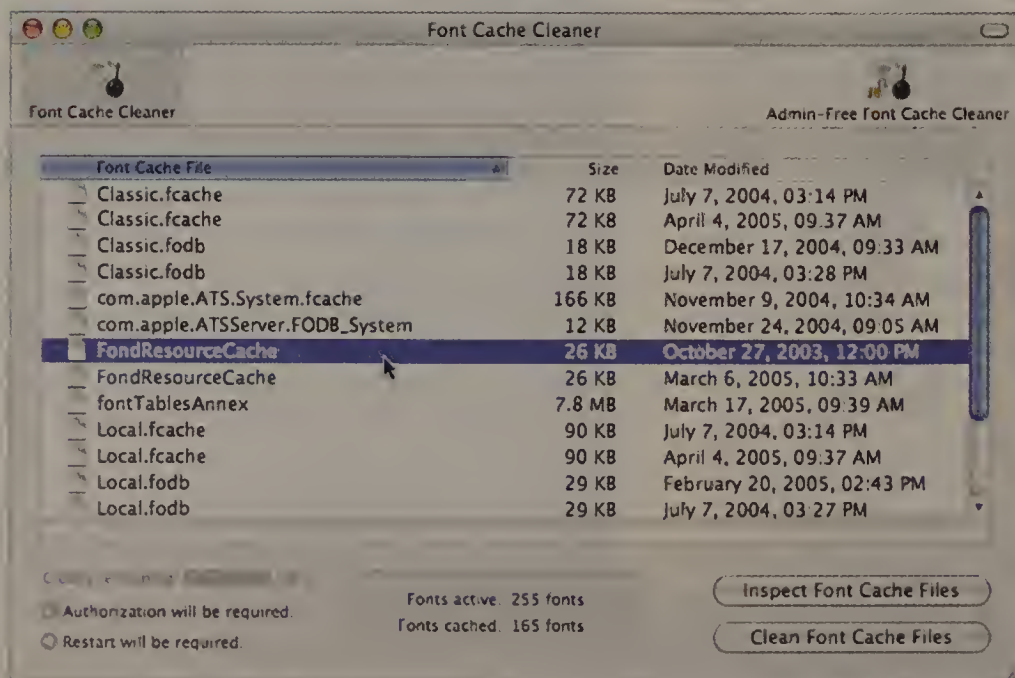 Font Cache Cleaner
Font Cache Cleaner
Admin-Free Font Cache Cleaner
Font Cache File Size Date Modified
Classic.fcache 72 KB July 7, 2004, 03:14 PM
Classic.fcache 72 KB April 4, 2005, 09:37 AM
Classic.fodb 18 KB December 17, 2004, 09:33 AM
Classic.fodb 18 KB July 7, 2004, 03:28 PM
com.apple.ATS.System.fcache 166 KB November 9, 2004, 10:34 AM
com.apple.ATSServer.FODB_System 12 KB November 24, 2004, 09:05 AM
FondResourceCache 26 KB October 27, 2003, 12:00 PM
FondResourceCache 26 KB March 6, 2005, 10:33 AM
fontTablesAnnex 7.8 MB March 17, 2005, 09:39 AM
Local.fcache 90 KB July 7, 2004, 03:14 PM
Local.fcache 90 KB April 4, 2005, 09:37 AM
Local.fodb 29 KB February 20, 2005, 02:43 PM
Local.fodb 29 KB July 7, 2004, 03:27 PM
Authorization will be required.
Restart will be required.
Fonts active: 255 fonts
Fonts cached: 165 fonts
Inspect Font Cache Files
Clean Font Cache Files